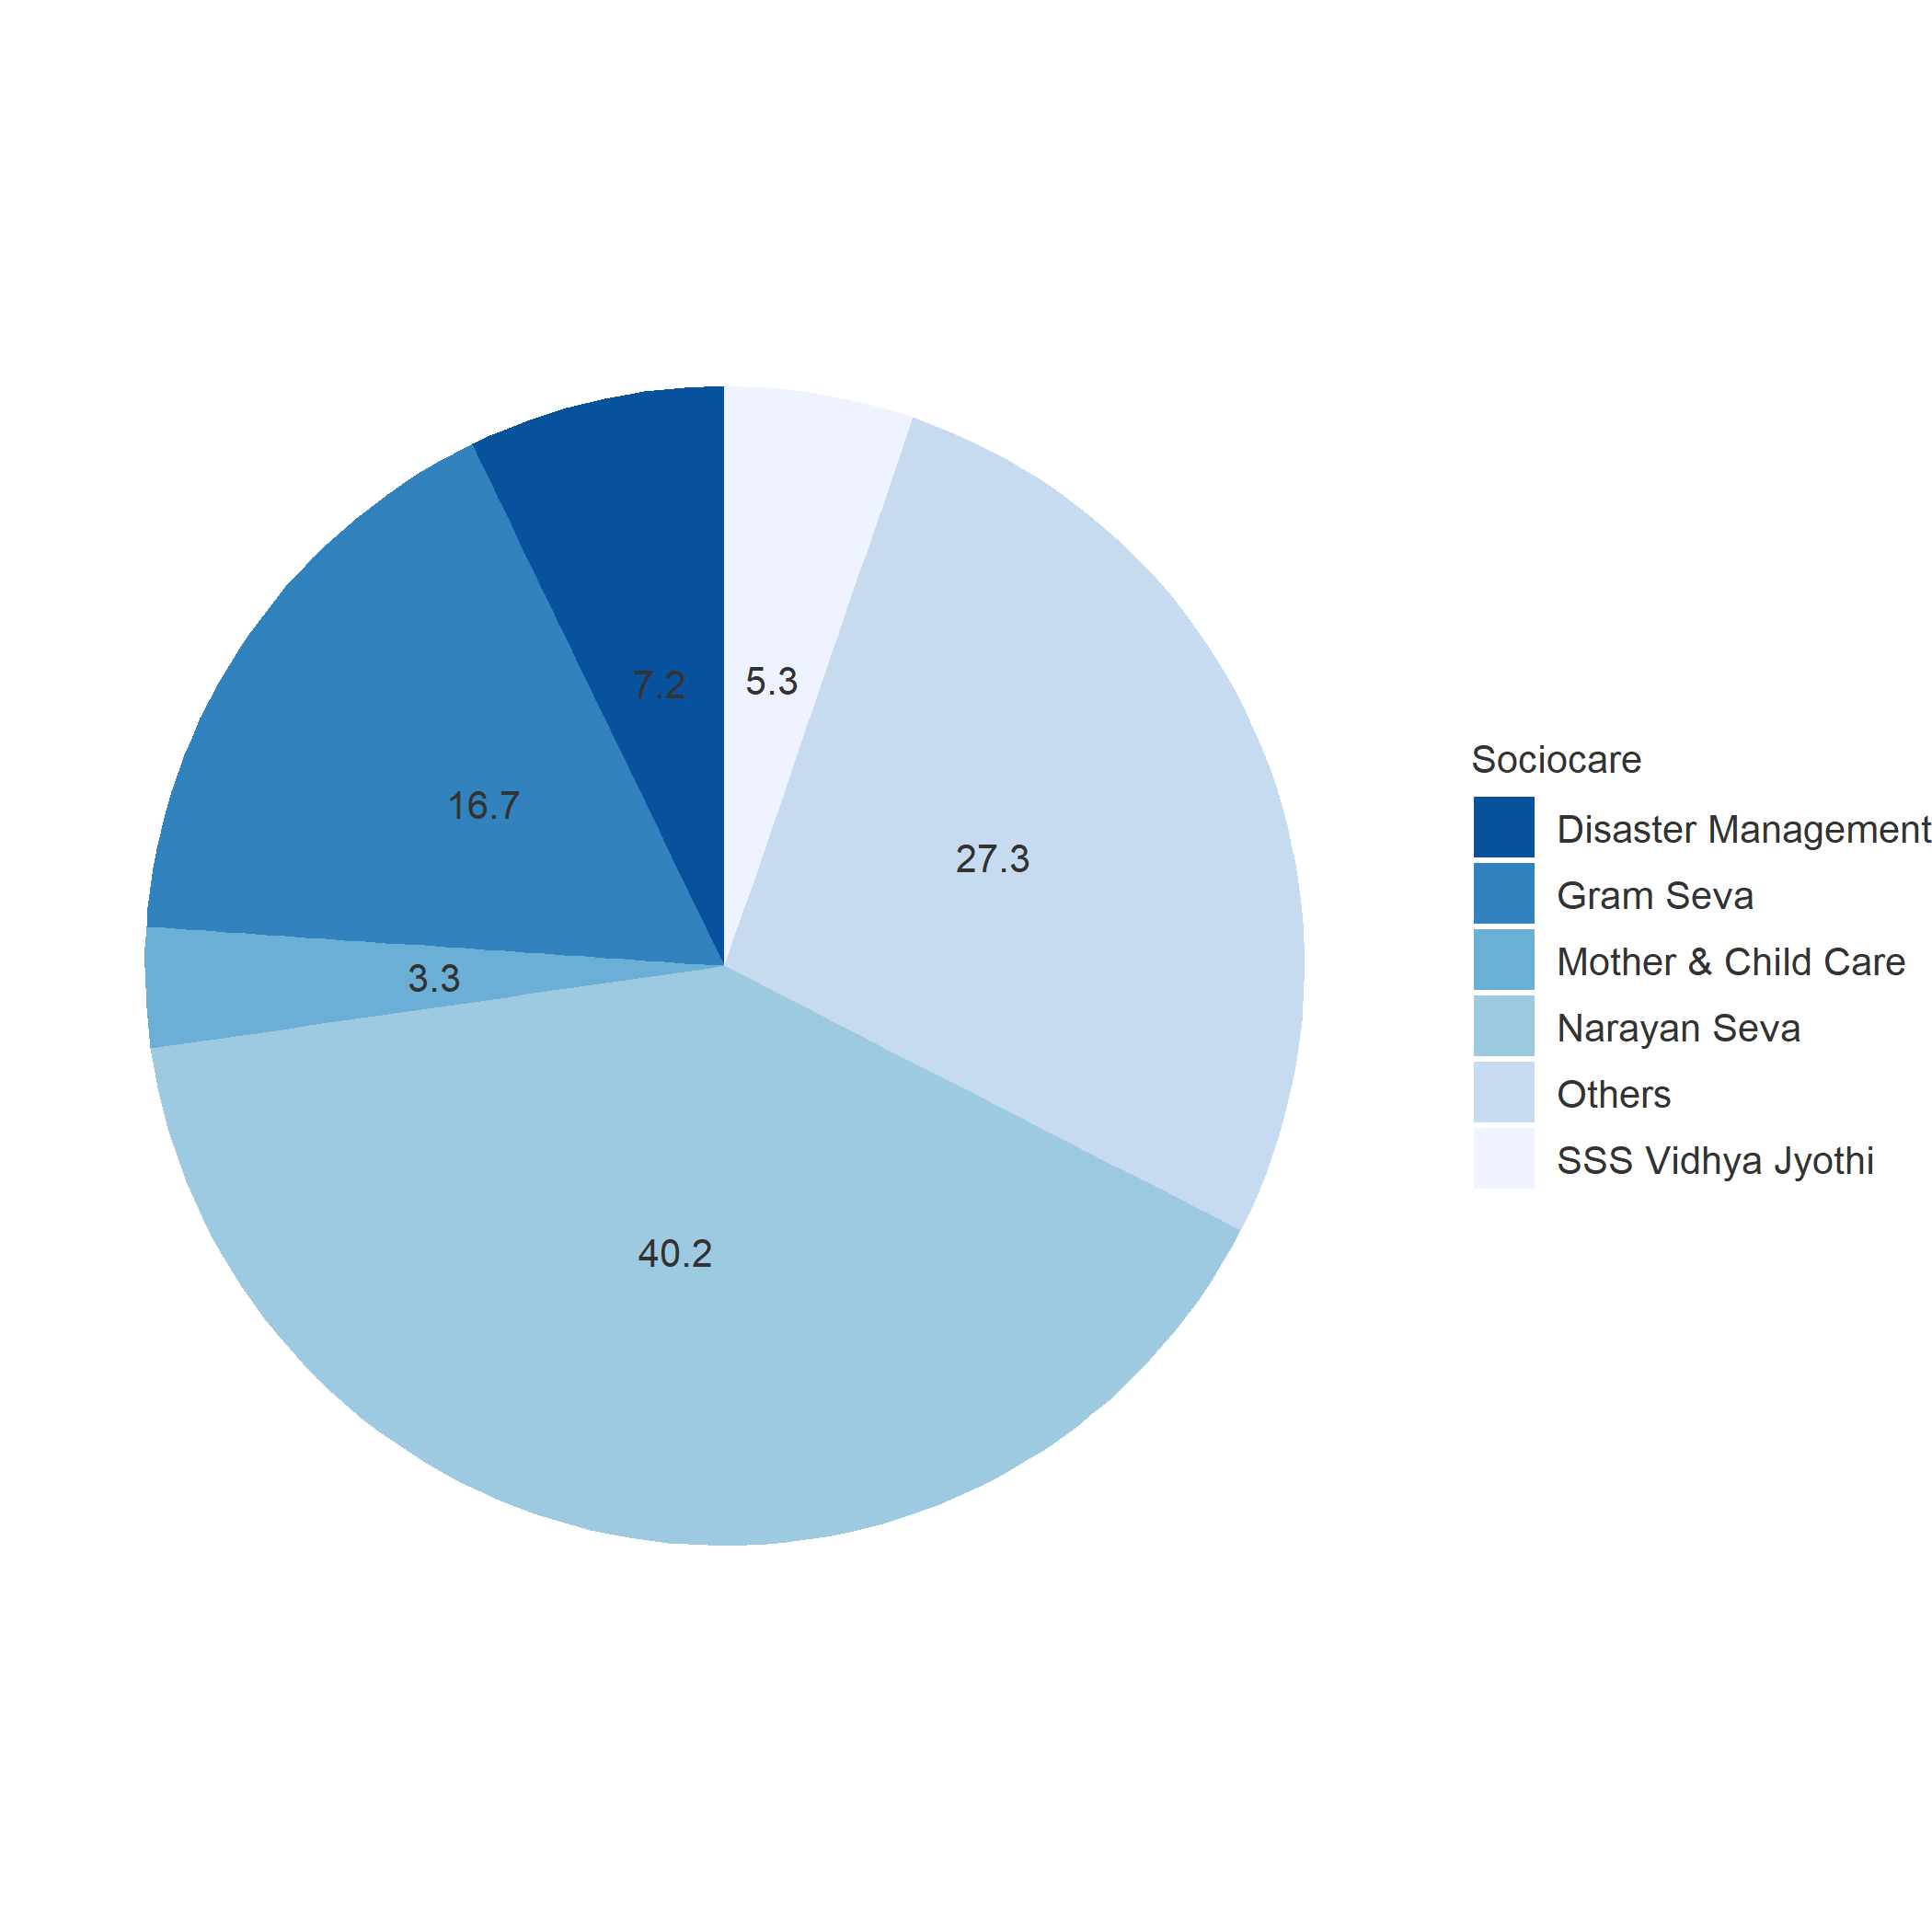 7.2
5.3
16.7
27.3
3.3
40.2
Sociocare
Disaster Management
Gram Seva
Mother & Child Care
Narayan Seva
Others
SSS Vidhya Jyothi